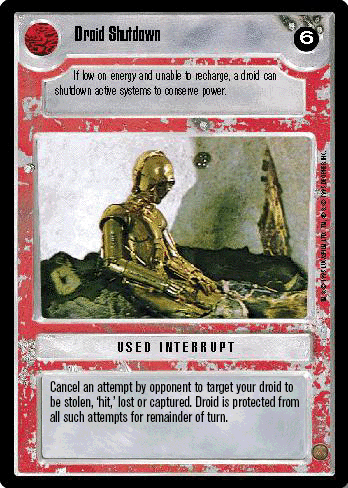 Droid Shutdown
6
If low on energy and unable to recharge, a droid can
shutdown active systems to conserve power.
USED INTERRUPT
Cancel an attempt by opponent to target your droid to
be stolen, ‘hit,’ lost or captured. Droid is protected from
all such attempts for remainder of turn.